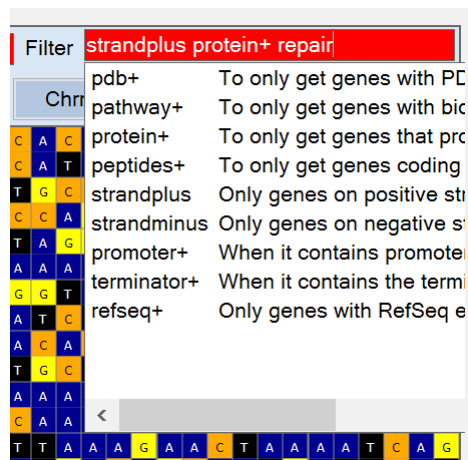 Filter strandplus protein+ repair
Chr
pdb+ To only get genes with PD
pathway+ To only get genes with bio
protein+ To only get genes that pro
peptides+ To only get genes coding
strandplus Only genes on positive str
strandminus Only genes on negative s
promoter+ When it contains promote
terminator+ When it contains the termi
refseq+ Only genes with RefSeq e
C A C
C A T
T G C
C C A
T A G
A A A
G G T
A T C
A C A
T G C
A A A
C A A
T T A A A G A A C T A A A A T C A G